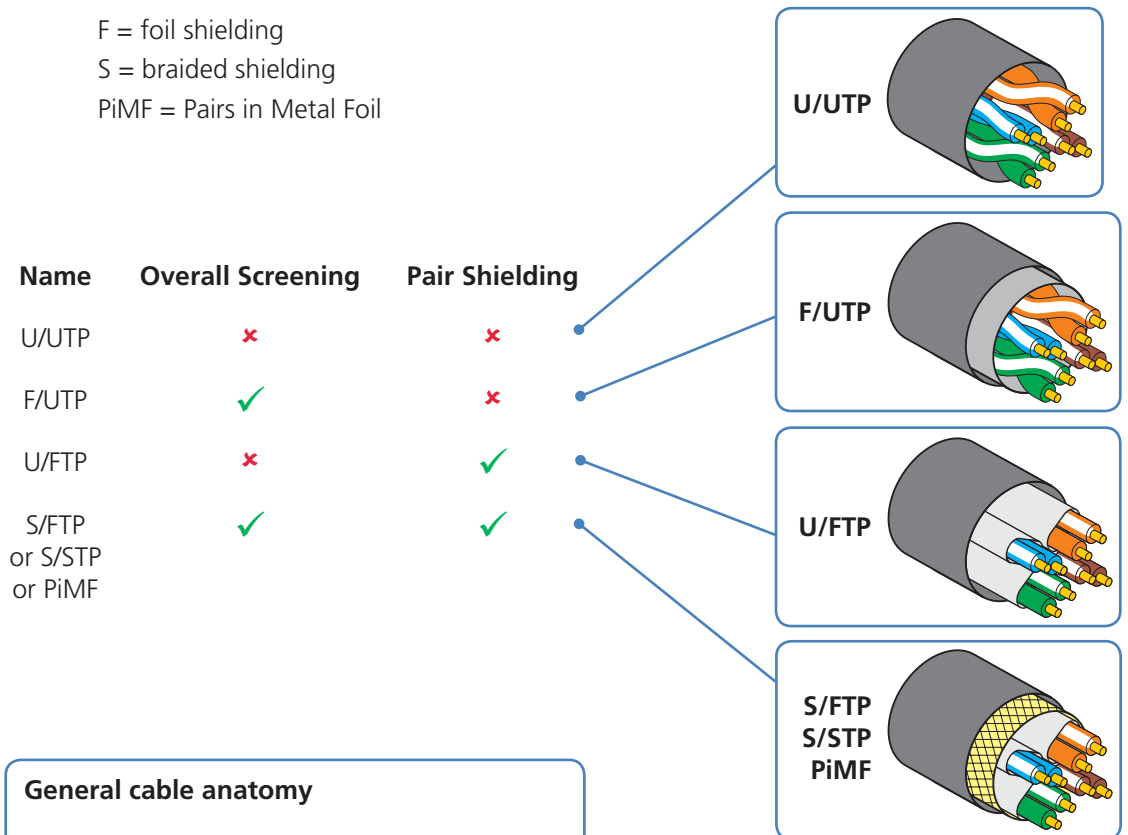 F = foil shielding
S = braided shielding
PiMF = Pairs in Metal Foil
Name Overall Screening Pair Shielding
U/UTP ✘ ✘
F/UTP ✓ ✘
U/FTP ✘ ✓
S/FTP ✓ ✓
or S/STP
or PiMF
U/UTP
F/UTP
U/FTP
S/FTP
S/STP
PiMF
General cable anatomy